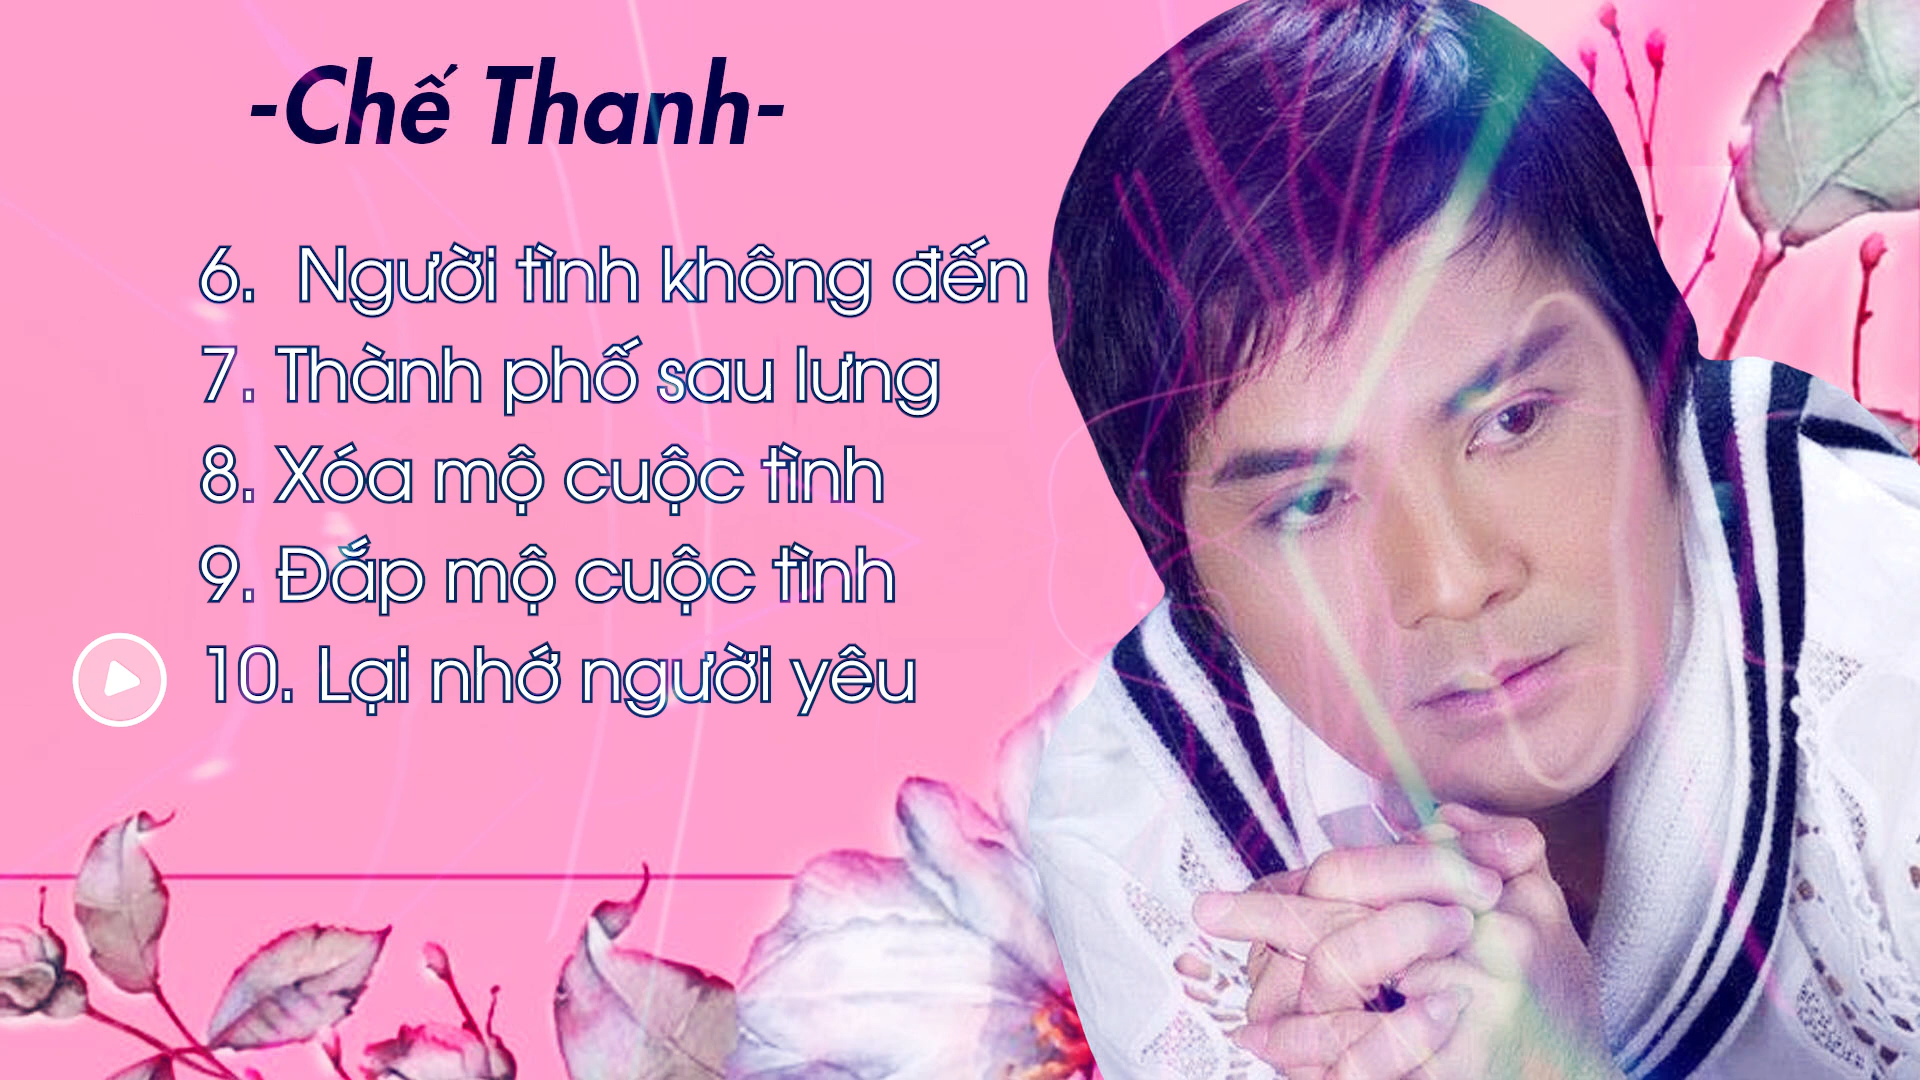 -Chế Thanh-
6. Người tình không đến
7. Thành phố sau lưng
8. Xóa mộ cuộc tình
9. Đắp mộ cuộc tình
10. Lại nhớ người yêu